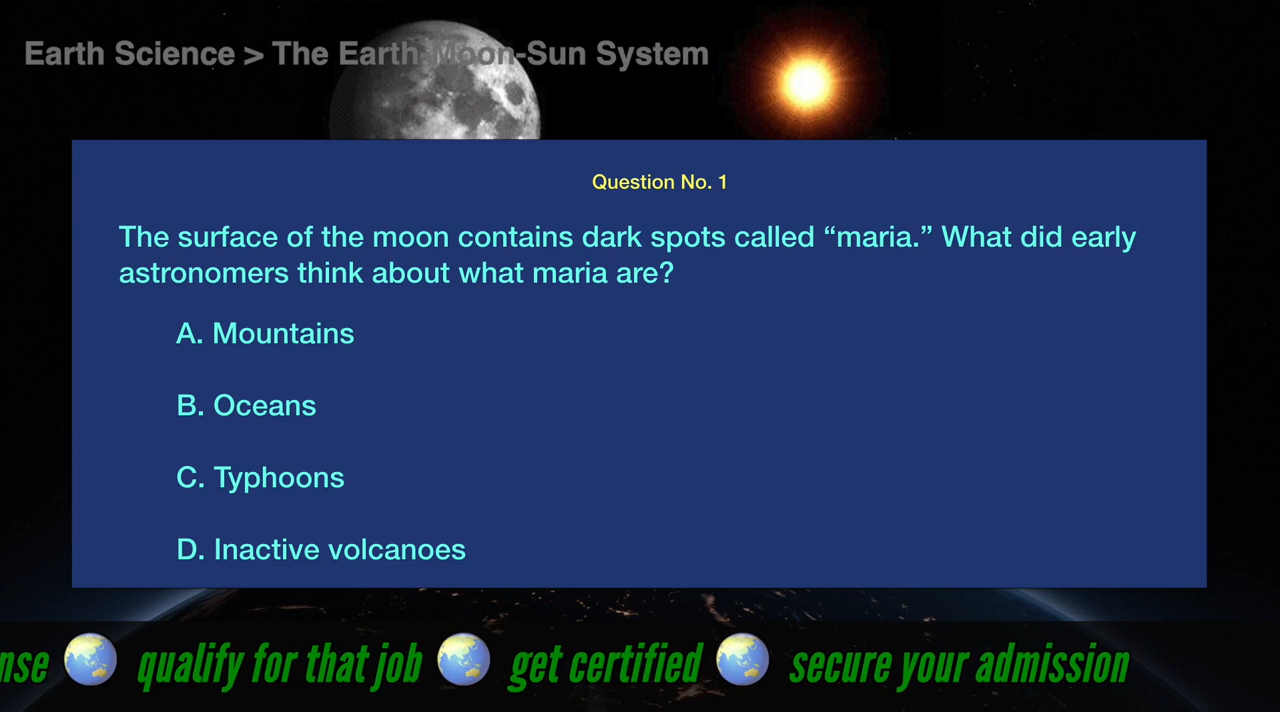 Earth Science > The Earth-Moon-Sun System
Question No. 1
The surface of the moon contains dark spots called “maria.” What did early
astronomers think about what maria are?
A. Mountains
B. Oceans
C. Typhoons
D. Inactive volcanoes
nse qualify for that job get certified secure your admission